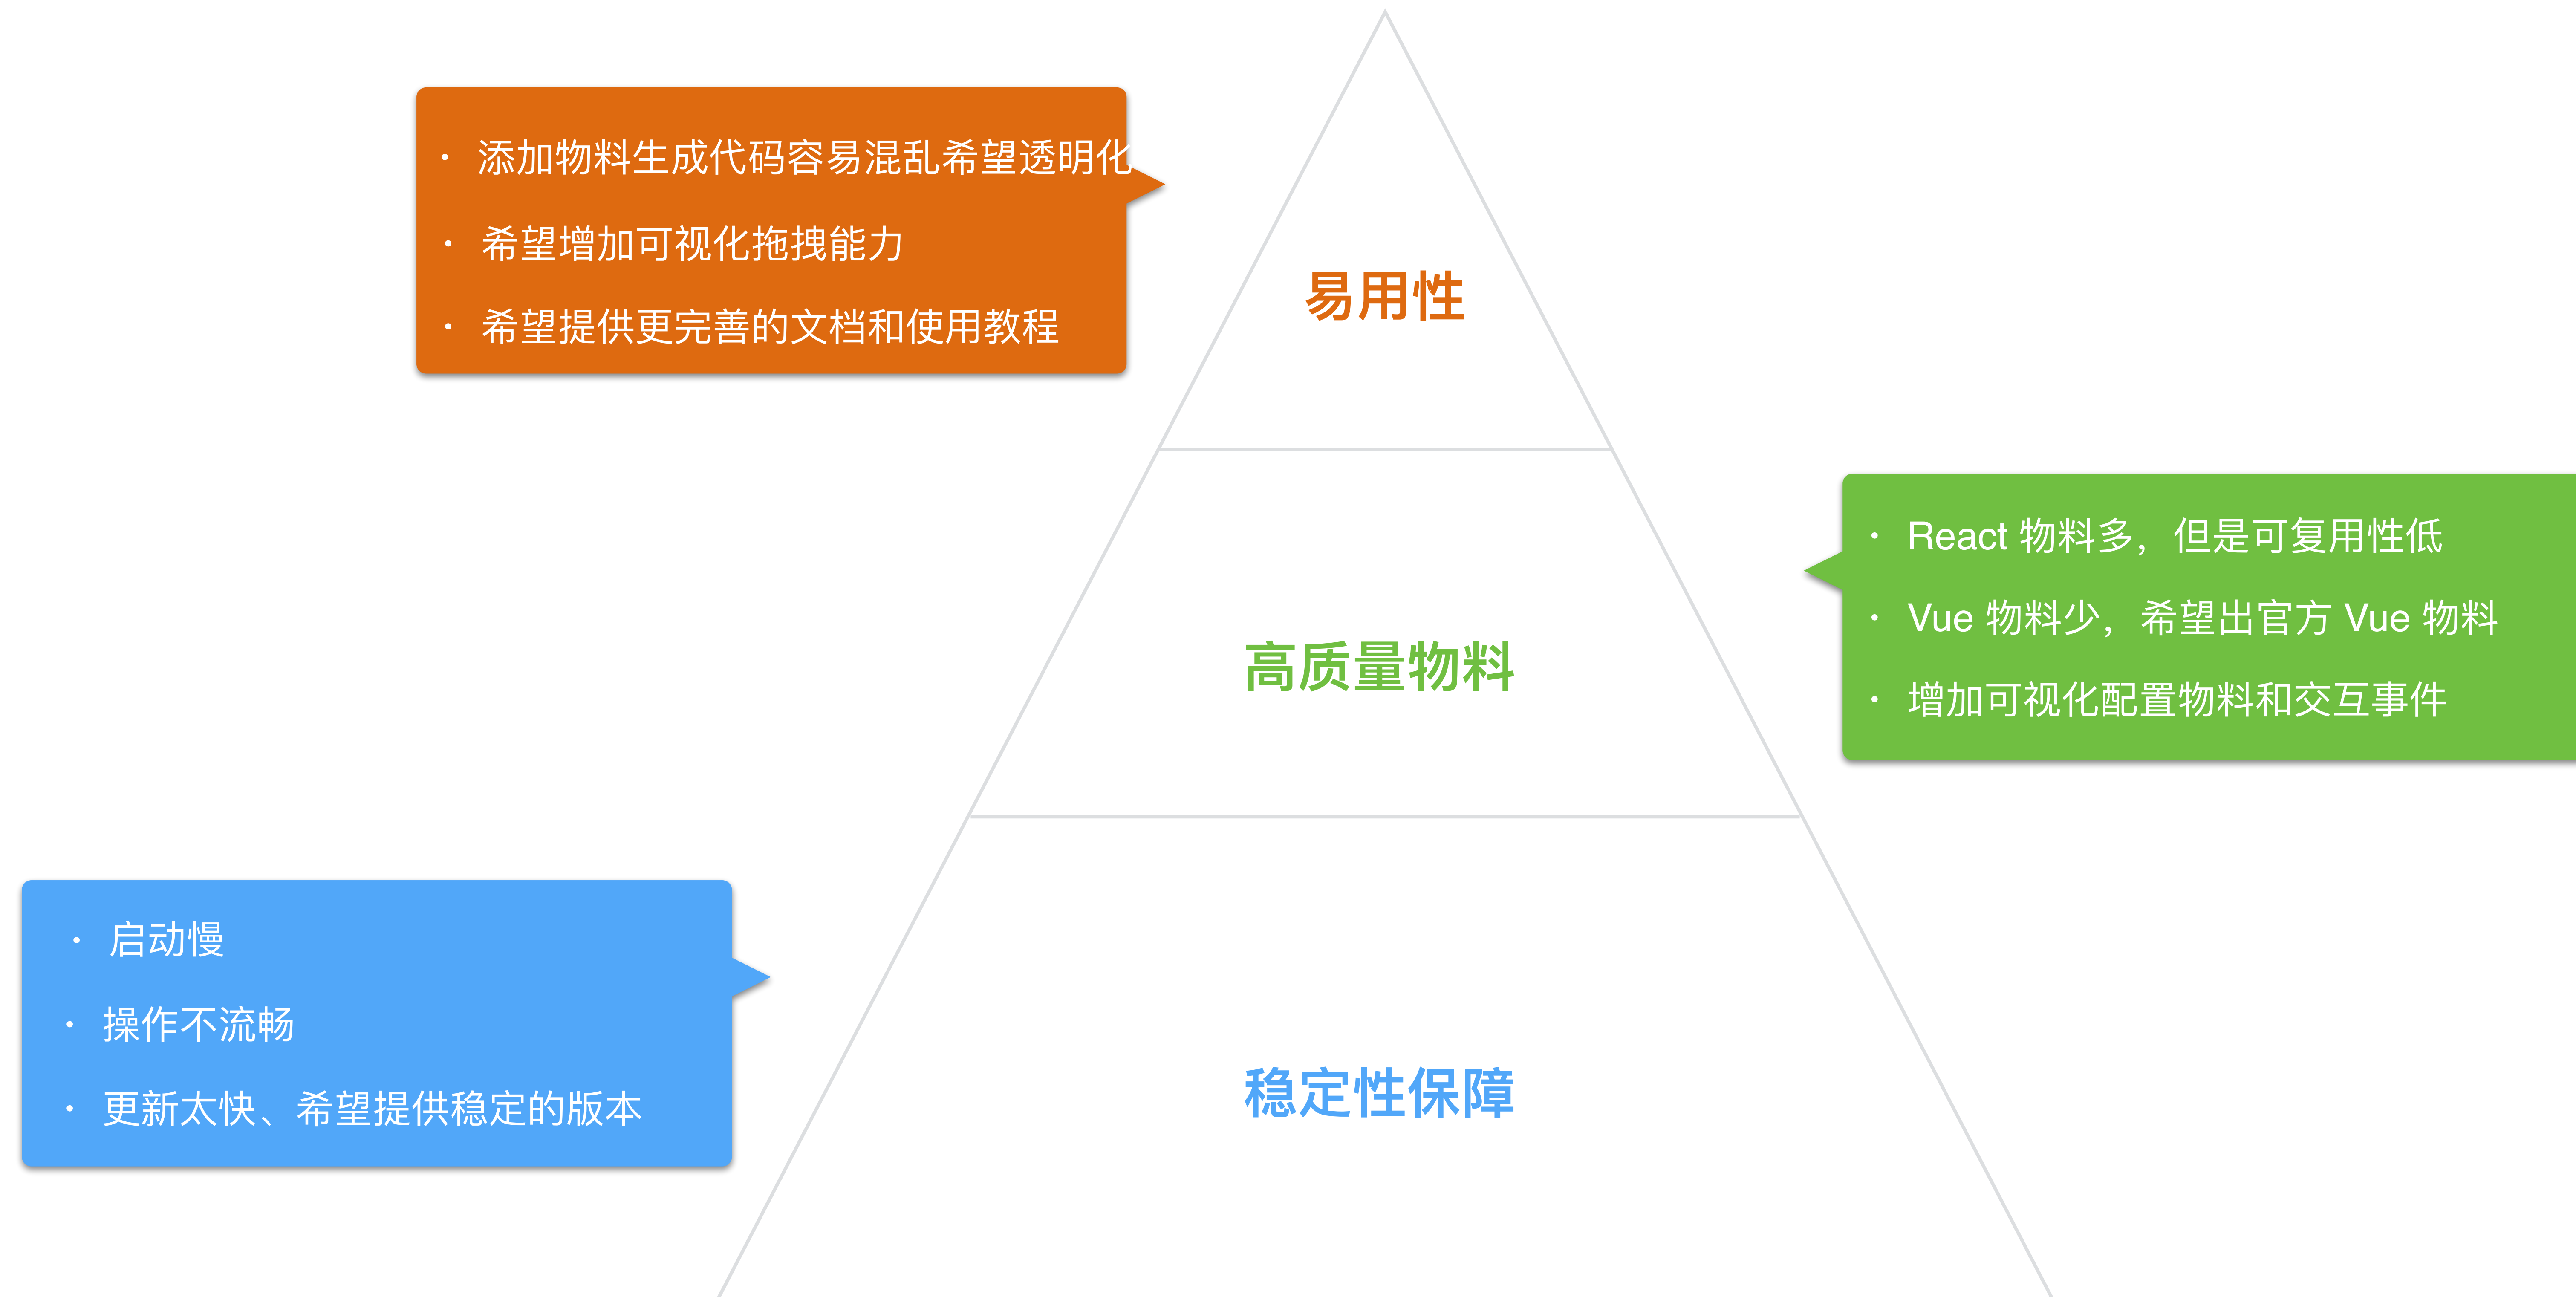 • 添加物料生成代码容易混乱希望透明化
• 希望增加可视化拖拽能力
• 希望提供更完善的文档和使用教程
易用性
• React 物料多，但是可复用性低
• Vue 物料少，希望出官方 Vue 物料
• 增加可视化配置物料和交互事件
高质量物料
• 启动慢
• 操作不流畅
• 更新太快、希望提供稳定的版本
稳定性保障